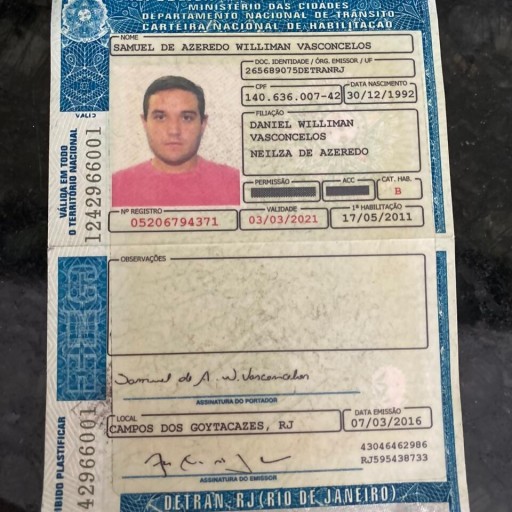 MINISTÉRIO DAS CIDADES
DEPARTAMENTO NACIONAL DE TRÂNSITO
CARTEIRA NACIONAL DE HABILITAÇÃO
NOME
SAMUEL DE AZEREDO WILLIMAN VASCONCELOS
DOC. IDENTIDADE / ÓRG. EMISSOR / UF
265689075DETRANRJ
CPF DATA NASCIMENTO
140.636.007-42 30/12/1992
FILIAÇÃO
DANIEL WILLIMAN
VASCONCELOS
NEILZA DE AZEREDO
PERMISSÃO ACC CAT. HAB.
B
Nº REGISTRO VALIDADE 1ª HABILITAÇÃO
05206794371 03/03/2021 17/05/2011
VÁLIDA EM TODO
O TERRITÓRIO NACIONAL
1242966001
OBSERVAÇÕES
Samuel de A. W. Vasconcelos
ASSINATURA DO PORTADOR
LOCAL DATA EMISSÃO
CAMPOS DOS GOYTACAZES, RJ 07/03/2016
43046462986
RJ595438733
ASSINATURA DO EMISSOR
DETRAN, RJ (RIO DE JANEIRO)
PLASTIFICAR
42966001